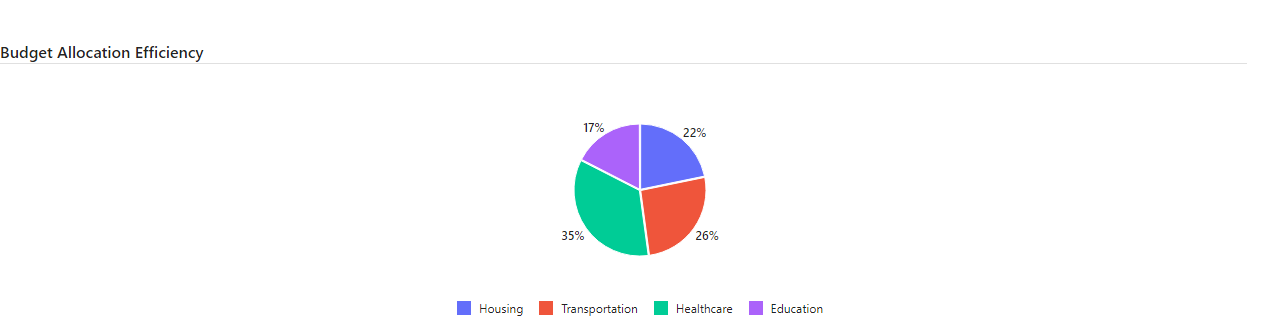 Budget Allocation Efficiency
17%
22%
35%
26%
Housing
Transportation
Healthcare
Education